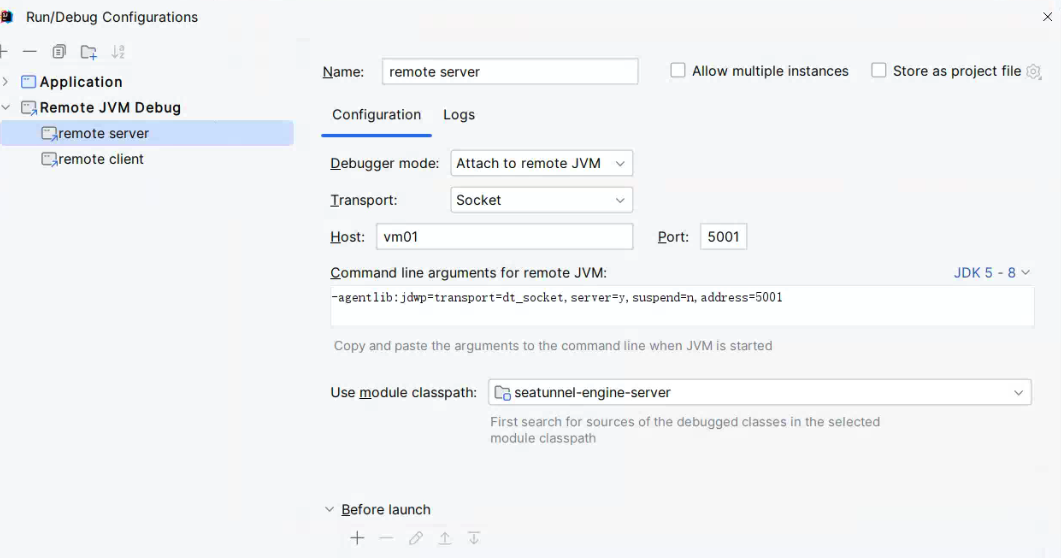 Run/Debug Configurations
Application
Remote JVM Debug
remote server
remote client
Name: remote server
Allow multiple instances
Store as project file
Configuration Logs
Debugger mode: Attach to remote JVM
Transport: Socket
Host: vm01 Port: 5001
Command line arguments for remote JVM: JDK 5 - 8
-agentlib:jdwp=transport=dt_socket,server=y,suspend=n,address=5001
Copy and paste the arguments to the command line when JVM is started
Use module classpath: seatunnel-engine-server
First search for sources of the debugged classes in the selected
module classpath
Before launch